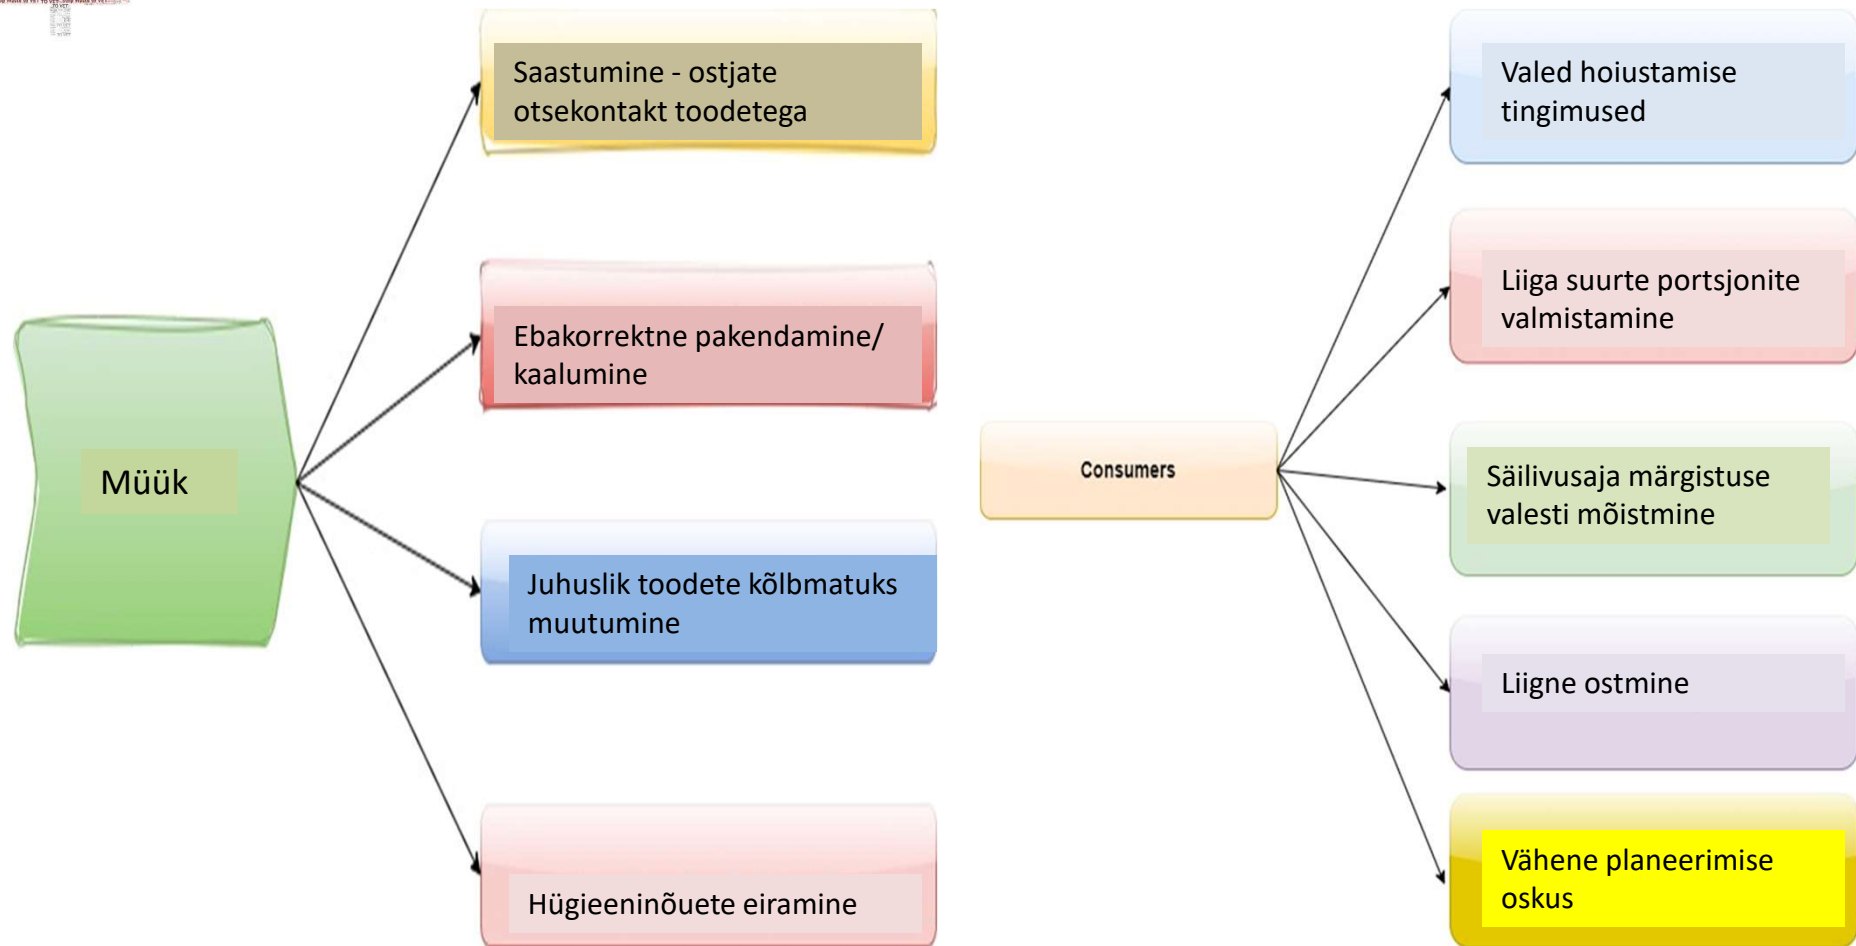 Saastumine - ostjate
otsekontakt toodetega
Ebakorrektne pakendamine/
kaalumine
Müük
Juhuslik toodete kõlbmatuks
muutumine
Hügieeninõuete eiramine
Valed hoiustamise
tingimused
Liiga suurte portsjonite
valmistamine
Consumers
Säilivusaja märgistuse
valesti mõistmine
Liigne ostmine
Vähene planeerimise
oskus